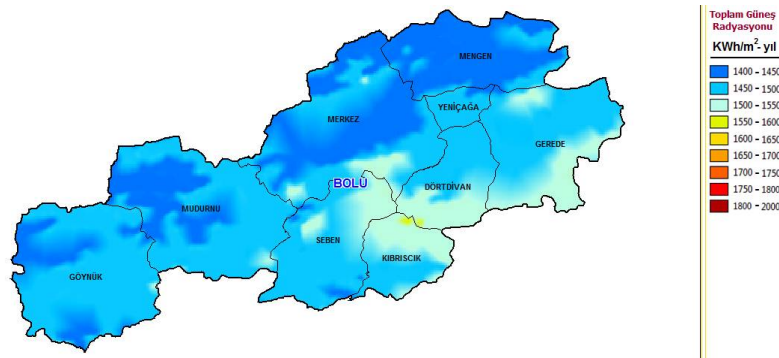 MENGEN
YENİÇAĞA
MERKEZ
GEREDE
BOLU
DÖRTDİVAN
MUDURNU
SEBEN
KIBRISCIK
GÖYNÜK
Toplam Güneş
Radyasyonu
KWh/m²- yıl
1400 - 1450
1450 - 1500
1500 - 1550
1550 - 1600
1600 - 1650
1650 - 1700
1700 - 1750
1750 - 1800
1800 - 2000